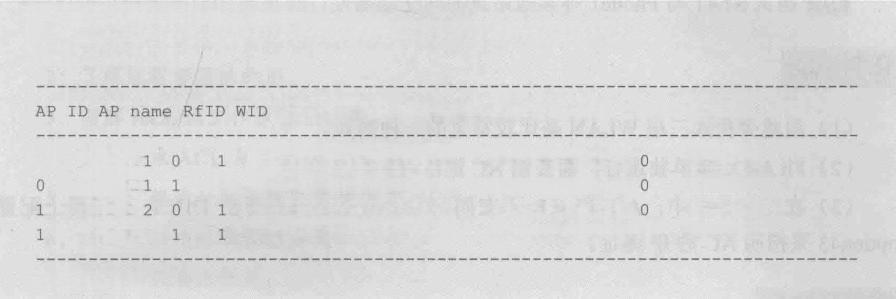 AP ID AP name RfID WID
1 0 1 0
0 1 1 0
1 2 0 1 0
1 1 1